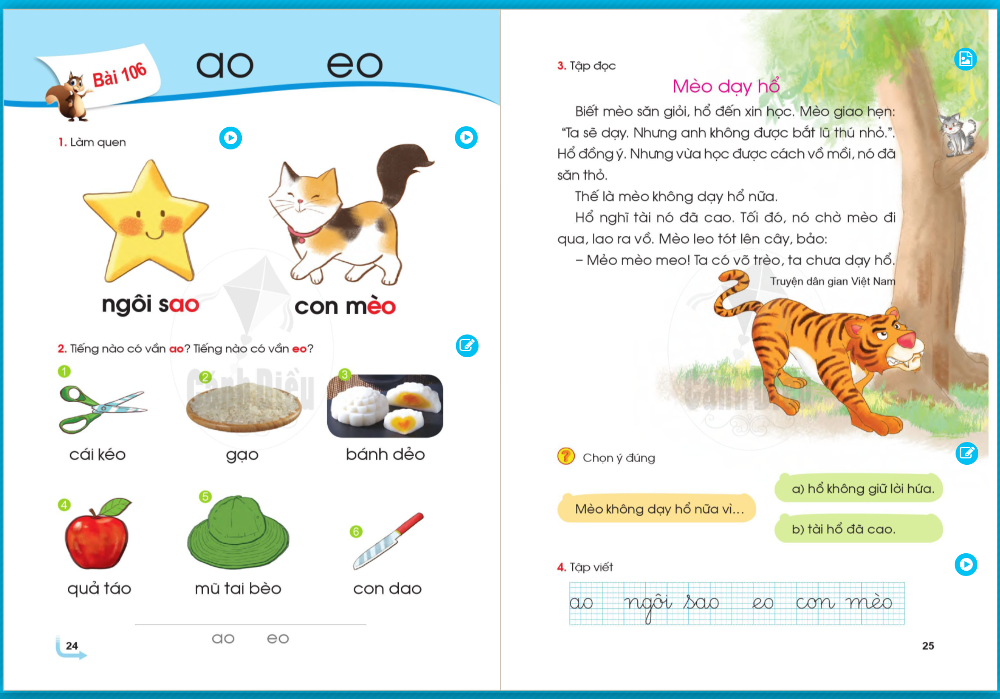 Bài 106
ao eo
1. Làm quen
ngôi sao
con mèo
2. Tiếng nào có vần ao? Tiếng nào có vần eo?
1
2
3
cái kéo
gạo
bánh dẻo
4
5
6
quả táo
mũ tai bèo
con dao
ao eo
24
Cánh Diều
3. Tập đọc
Mèo dạy hổ
Biết mèo săn giỏi, hổ đến xin học. Mèo giao hẹn:
“Ta sẽ dạy. Nhưng anh không được bắt lũ thú nhỏ.”.
Hổ đồng ý. Nhưng vừa học được cách vồ mồi, nó đã
săn thỏ.
Thế là mèo không dạy hổ nữa.
Hổ nghĩ tài nó đã cao. Tối đó, nó chờ mèo đi
qua, lao ra vồ. Mèo leo tót lên cây, bảo:
– Mẻo mèo meo! Ta có võ trèo, ta chưa dạy hổ.
Truyện dân gian Việt Nam
Cánh Diều
? Chọn ý đúng
Mèo không dạy hổ nữa vì...
a) hổ không giữ lời hứa.
b) tài hổ đã cao.
4. Tập viết
ao ngôi sao eo con mèo
25